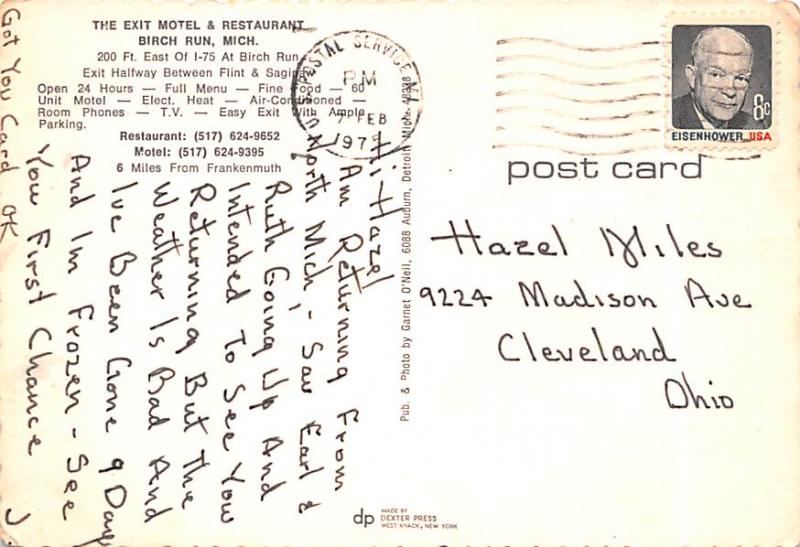 THE EXIT MOTEL & RESTAURANT
BIRCH RUN, MICH.
200 Ft. East Of I-75 At Birch Run
Exit Halfway Between Flint & Saginaw
Open 24 Hours — Full Menu — Fine Food — 60
Unit Motel — Elect. Heat — Air-Conditioned —
Room Phones — T.V. — Easy Exit With Ample
Parking.
Restaurant: (517) 624-9652
Motel: (517) 624-9395
6 Miles From Frankenmuth
POSTAL SERVICE
PM
7 FEB
EISENHOWER USA
8c
post card
Hi Hazel
Am Returning From
North Mich, - Saw Earl &
Ruth Going Up And
Intended To See You
Returning But the
Weather Is Bad And
Ive Been Gone 9 Days
And Im Frozen - See
You First Chance
J
Got You Card OK
Pub. & Photo by Garnet O'Neil, 6088 Auburn, Detroit, Mich.
Hazel Miles
9224 Madison Ave
Cleveland
Ohio
dp
MADE BY
DEXTER PRESS
WEST NYACK, NEW YORK